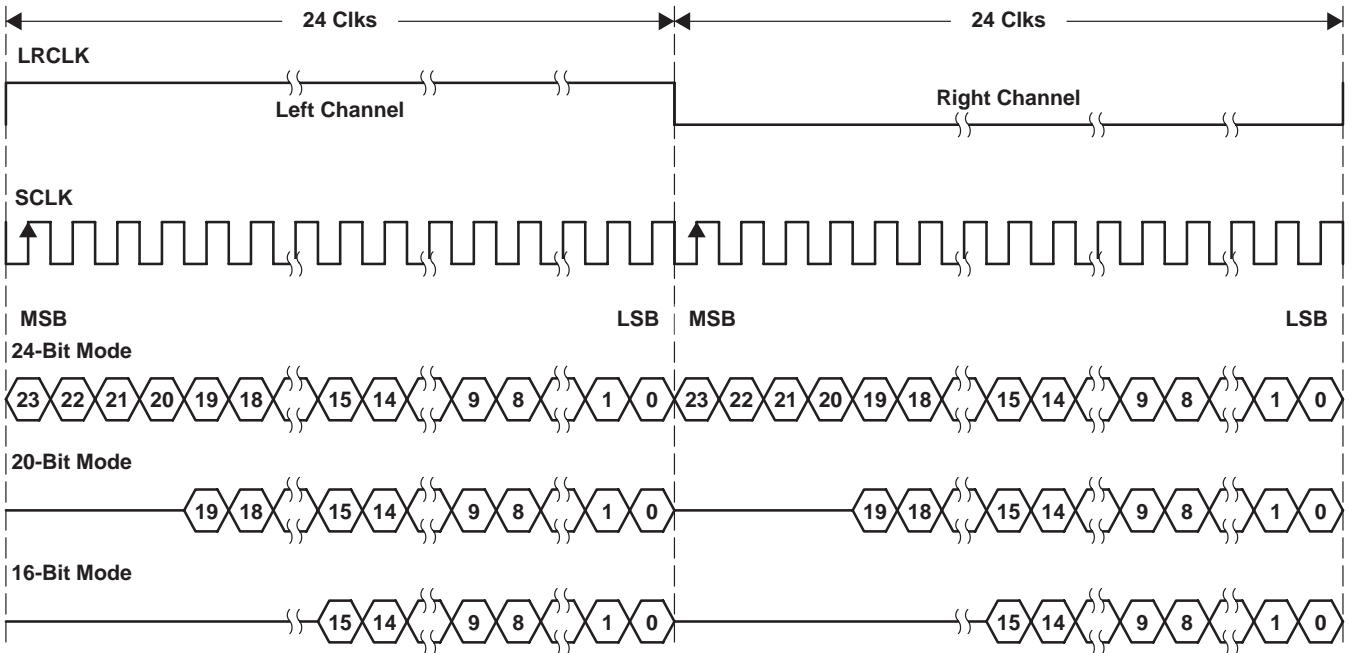 24 Clks 24 Clks
LRCLK
Left Channel Right Channel
SCLK
MSB LSB MSB LSB
24-Bit Mode
23 22 21 20 19 18 15 14 9 8 1 0 23 22 21 20 19 18 15 14 9 8 1 0
20-Bit Mode
19 18 15 14 9 8 1 0 19 18 15 14 9 8 1 0
16-Bit Mode
15 14 9 8 1 0 15 14 9 8 1 0